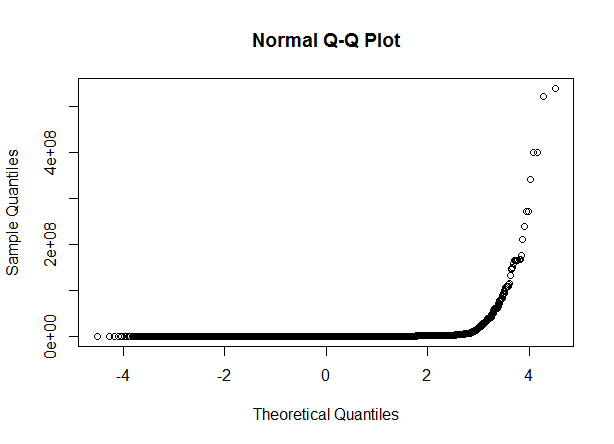 Normal Q-Q Plot
Sample Quantiles
4e+08
2e+08
0e+00
-4 -2 0 2 4
Theoretical Quantiles